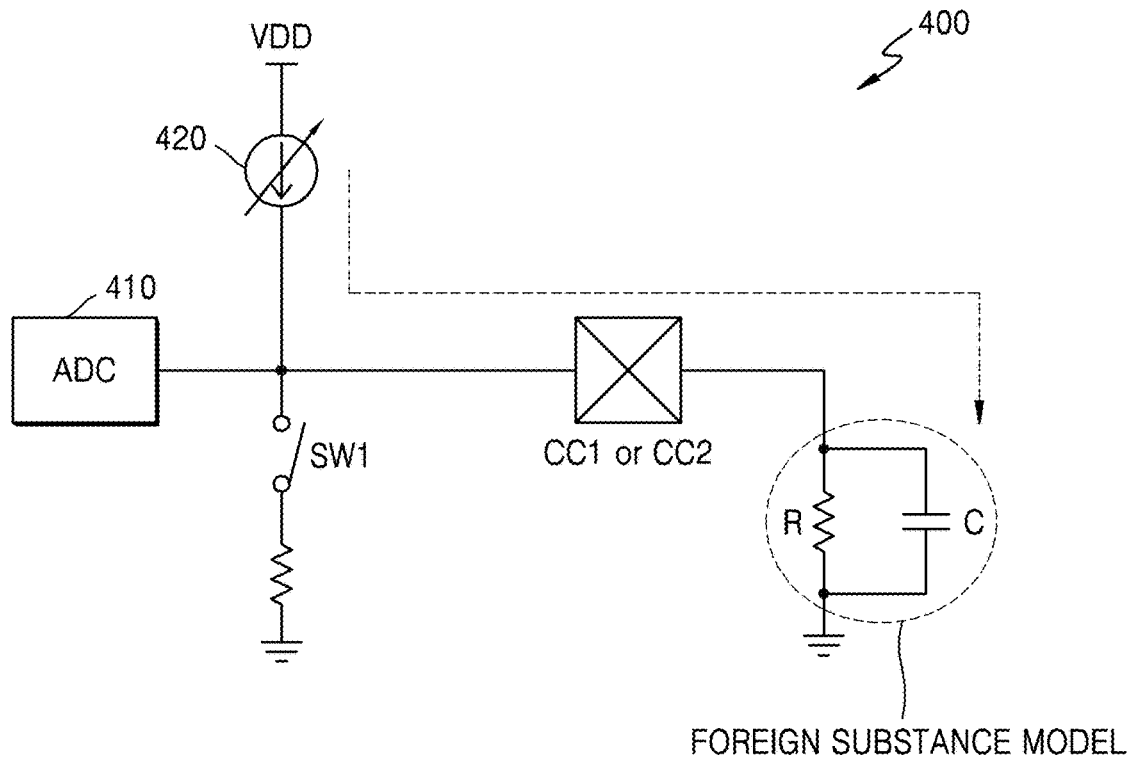 400
VDD
420
410
ADC
SW1
CC1 or CC2
R
C
FOREIGN SUBSTANCE MODEL